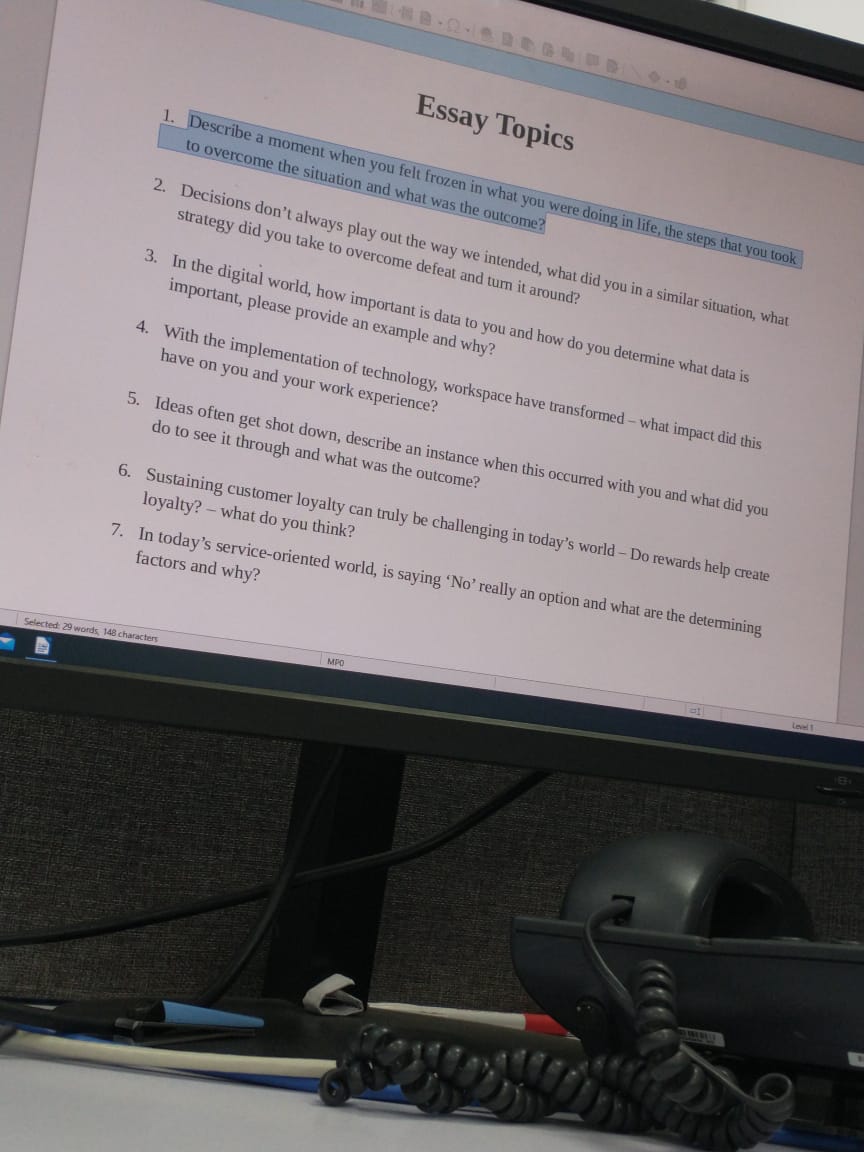 Essay Topics
1. Describe a moment when you felt frozen in what you were doing in life, the steps that you took
to overcome the situation and what was the outcome?
2. Decisions don't always play out the way we intended, what did you in a similar situation, what
strategy did you take to overcome defeat and turn it around?
3. In the digital world, how important is data to you and how do you determine what data is
important, please provide an example and why?
4. With the implementation of technology, workspace have transformed – what impact did this
have on you and your work experience?
5. Ideas often get shot down, describe an instance when this occurred with you and what did you
do to see it through and what was the outcome?
6. Sustaining customer loyalty can truly be challenging in today's world – Do rewards help create
loyalty? – what do you think?
7. In today's service-oriented world, is saying 'No' really an option and what are the determining
factors and why?
Selected: 29 words, 148 characters
MP0
Level 1